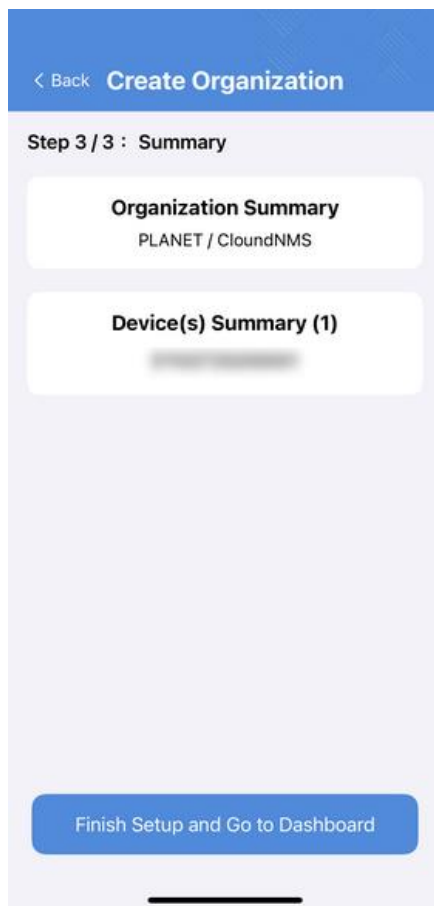 < Back Create Organization
Step 3 / 3 : Summary
Organization Summary
PLANET / CloundNMS
Device(s) Summary (1)
Finish Setup and Go to Dashboard